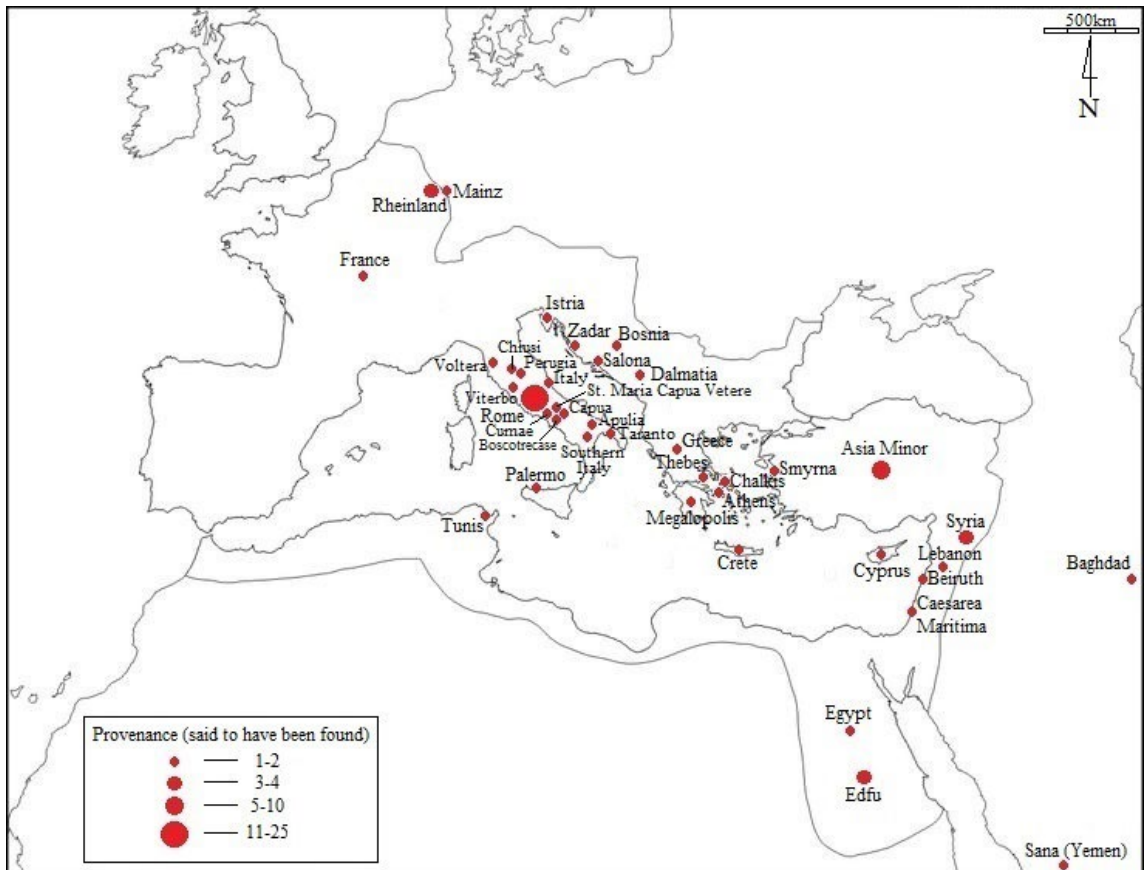 500km
N
Rheinland
Mainz
France
Istria
Zadar
Bosnia
Chiusi
Voltera
Perugia
Salona
Italy
Dalmatia
St. Maria Capua Vetere
Viterbo
Rome
Capua
Cumae
Apulia
Boscotrecase
Taranto
Southern
Italy
Greece
Thebes
Smyrna
Asia Minor
Palermo
Chalkis
Athens
Megalopolis
Tunis
Syria
Crete
Cyprus
Lebanon
Beiruth
Baghdad
Caesarea
Maritima
Egypt
Edfu
Sana (Yemen)
Provenance (said to have been found)
1-2
3-4
5-10
11-25